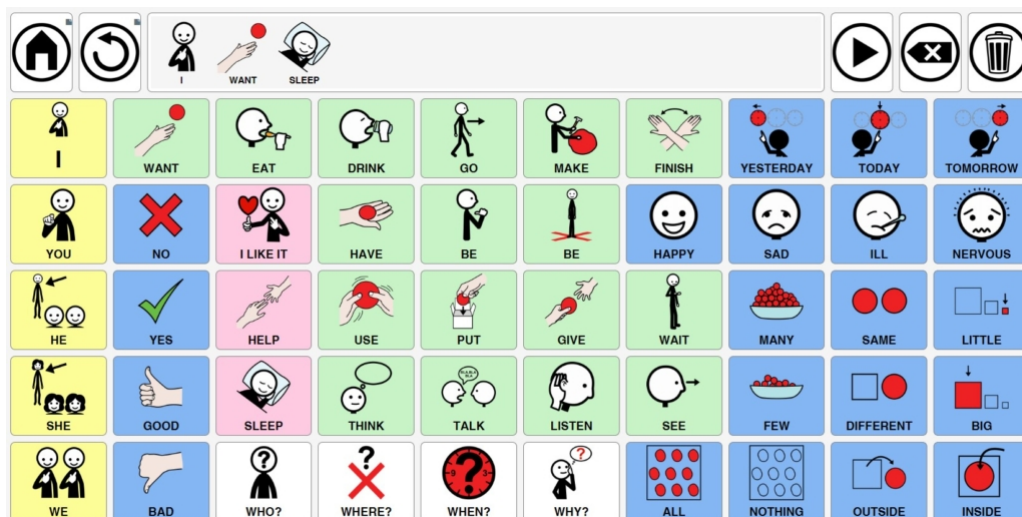 I WANT SLEEP
I WANT EAT DRINK GO MAKE FINISH YESTERDAY TODAY TOMORROW
YOU NO I LIKE IT HAVE BE BE HAPPY SAD ILL NERVOUS
HE YES HELP USE PUT GIVE WAIT MANY SAME LITTLE
SHE GOOD SLEEP THINK TALK LISTEN SEE FEW DIFFERENT BIG
WE BAD WHO? WHERE? WHEN? WHY? ALL NOTHING OUTSIDE INSIDE